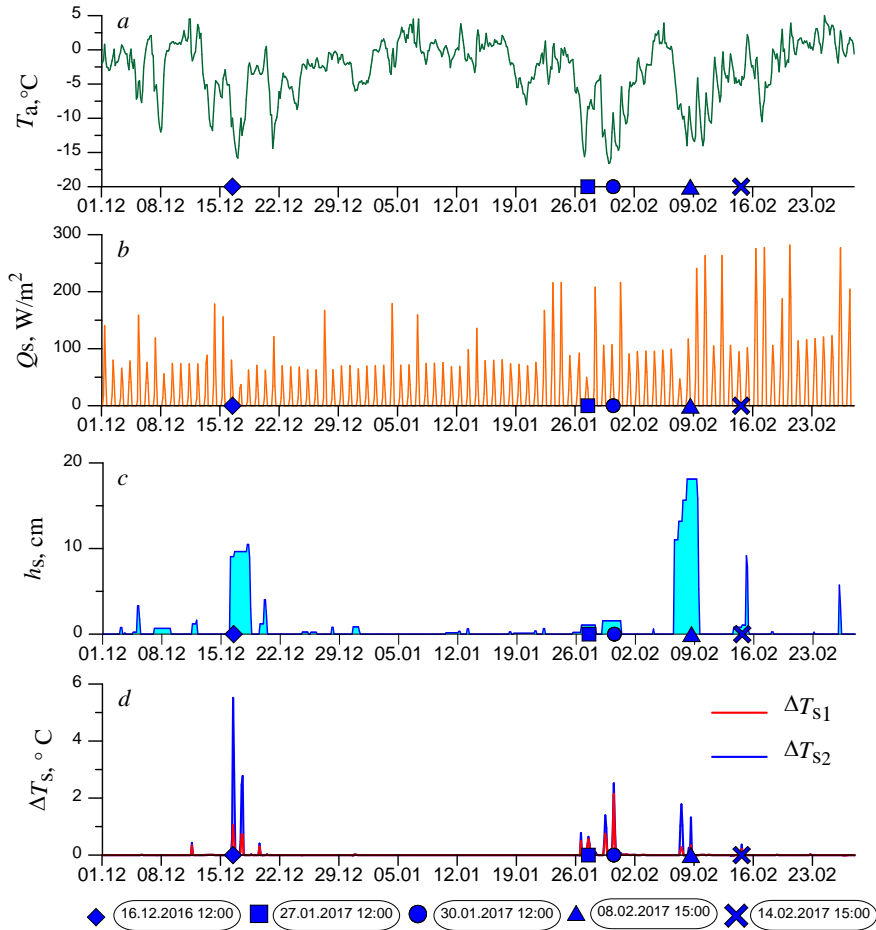 a
5
0
-5
-10
-15
-20
Ta,°C
01.12 08.12 15.12 22.12 29.12 05.01 12.01 19.01 26.01 02.02 09.02 16.02 23.02
b
300
200
100
0
Qs, W/m2
01.12 08.12 15.12 22.12 29.12 05.01 12.01 19.01 26.01 02.02 09.02 16.02 23.02
c
20
10
0
hs, cm
01.12 08.12 15.12 22.12 29.12 05.01 12.01 19.01 26.01 02.02 09.02 16.02 23.02
d
6
4
2
0
ΔTs, ° C
ΔTs1
ΔTs2
01.12 08.12 15.12 22.12 29.12 05.01 12.01 19.01 26.01 02.02 09.02 16.02 23.02
16.12.2016 12:00 27.01.2017 12:00 30.01.2017 12:00 08.02.2017 15:00 14.02.2017 15:00